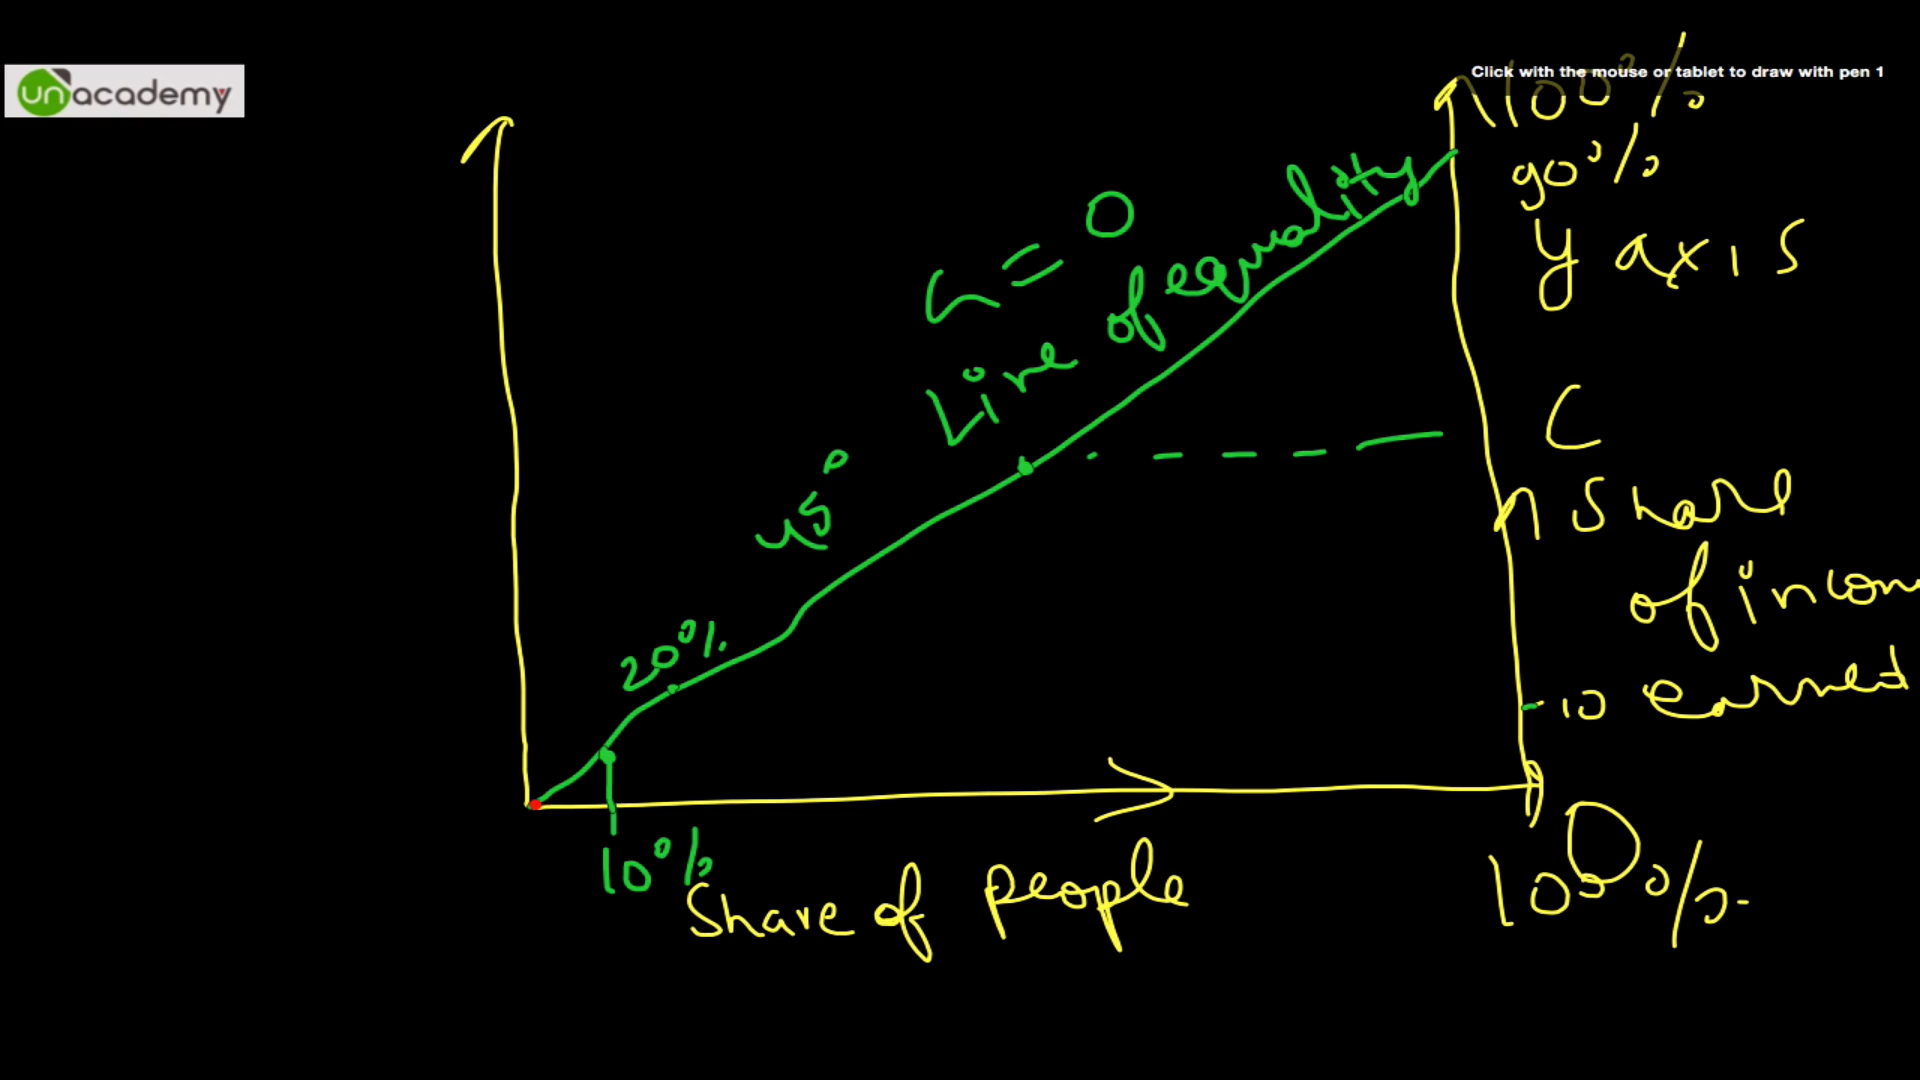 unacademy
Click with the mouse or tablet to draw with pen 1
100%
90%
y axis
G = 0
Line of equality
45°
C
Share
of incom
earned
10
20%
10%
Share of people
100%